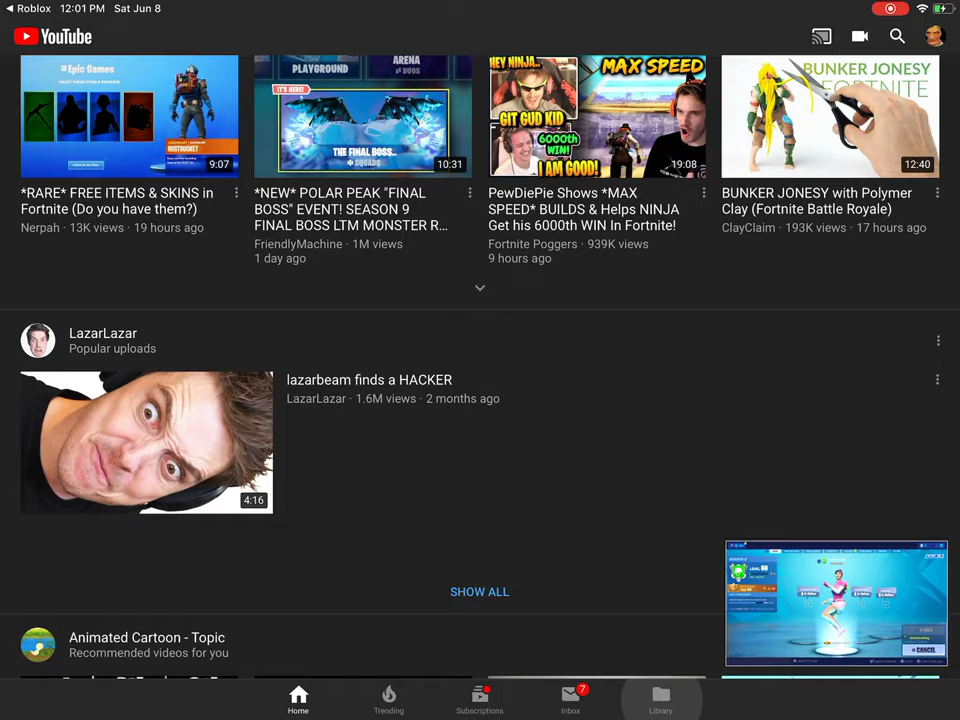 Roblox 12:01 PM Sat Jun 8
YouTube
Epic Games
RUSTBUCKET
9:07
PLAYGROUND
ARENA
DUOS
IT'S HERE!
THE FINAL BOSS..
SQUADS
10:31
HEY NINJA..
MAX SPEED
GIT GUD KID
6000th
WIN!
I AM GOOD!
19:08
BUNKER JONESY
FORTNITE
12:40
*RARE* FREE ITEMS & SKINS in
Fortnite (Do you have them?)
Nerpah · 13K views · 19 hours ago
*NEW* POLAR PEAK "FINAL
BOSS" EVENT! SEASON 9
FINAL BOSS LTM MONSTER R...
FriendlyMachine · 1M views
1 day ago
PewDiePie Shows *MAX
SPEED* BUILDS & Helps NINJA
Get his 6000th WIN In Fortnite!
Fortnite Poggers · 939K views
9 hours ago
BUNKER JONESY with Polymer
Clay (Fortnite Battle Royale)
ClayClaim · 193K views · 17 hours ago
LazarLazar
Popular uploads
lazarbeam finds a HACKER
LazarLazar · 1.6M views · 2 months ago
4:16
SHOW ALL
LEVEL 60
CANCEL
Animated Cartoon - Topic
Recommended videos for you
Home
Trending
Subscriptions
7
Inbox
Library